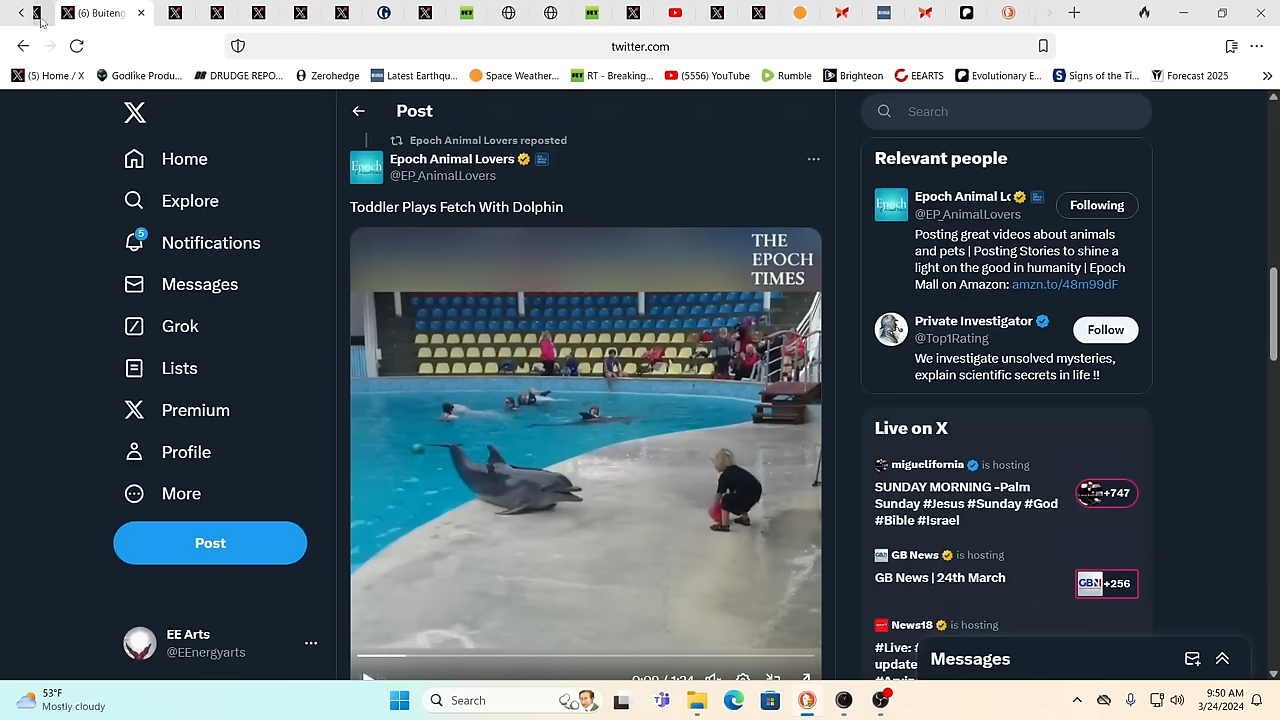 (6) Buiteng
twitter.com
(5) Home / X
Godlike Produ...
DRUDGE REPO...
Zerohedge
Latest Earthqu...
Space Weather...
RT - Breaking...
(5556) YouTube
Rumble
Brighteon
EEARTS
Evolutionary E...
Signs of the Ti...
Forecast 2025
Home
Explore
5
Notifications
Messages
Grok
Lists
Premium
Profile
More
Post
EE Arts
@EEnergyarts
Post
Epoch Animal Lovers reposted
Epoch
Epoch Animal Lovers
@EP_AnimalLovers
Toddler Plays Fetch With Dolphin
THE
EPOCH
TIMES
Search
Relevant people
Epoch
Epoch Animal Lo
@EP_AnimalLovers
Following
Posting great videos about animals
and pets | Posting Stories to shine a
light on the good in humanity | Epoch
Mall on Amazon: amzn.to/48m99dF
Private Investigator
@Top1Rating
Follow
We investigate unsolved mysteries,
explain scientific secrets in life !!
Live on X
miguelifornia is hosting
SUNDAY MORNING -Palm
Sunday #Jesus #Sunday #God
#Bible #Israel
+747
GB News is hosting
GB News | 24th March
GBN +256
News18 is hosting
#Live:
update
Messages
53°F
Mostly cloudy
Search
9:50 AM
3/24/2024